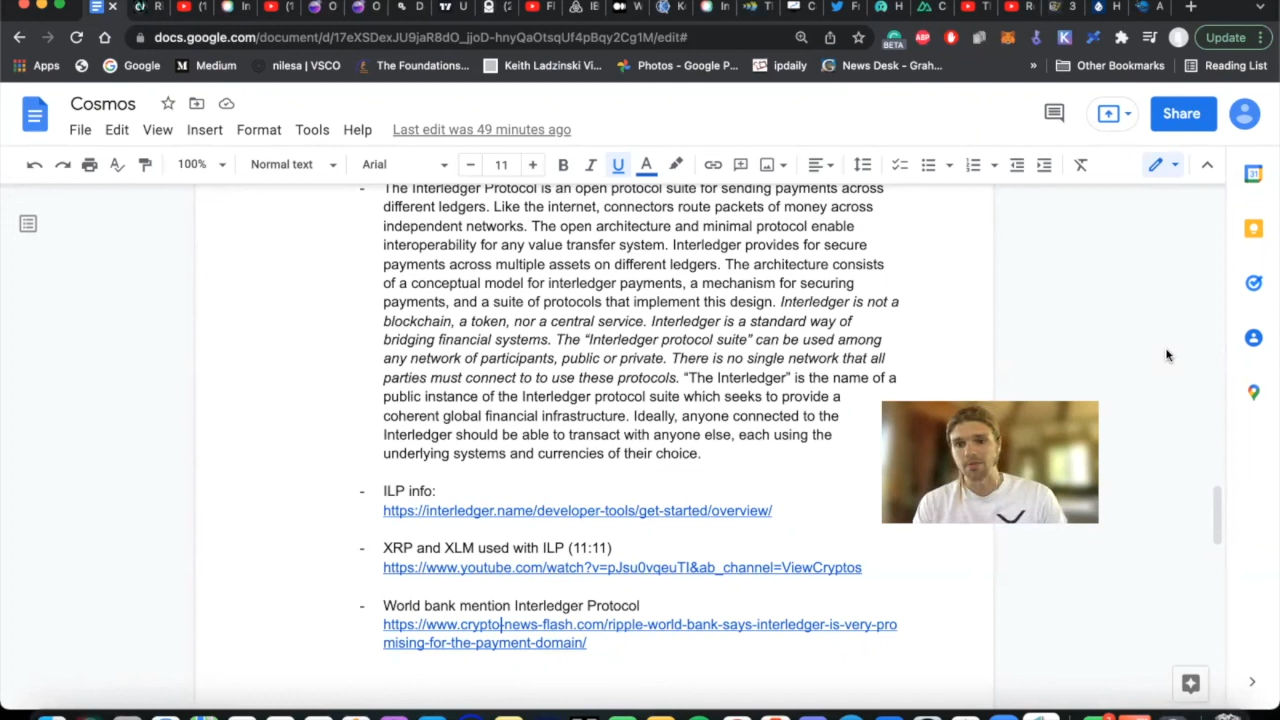 docs.google.com/document/d/17eXSDexJU9jaR8dO_jjoD-hnyQaOtsqUf4pBqy2Cg1M/edit#
BETA
ABP
Update
Apps
Google
Medium
nilesa | VSCO
The Foundations...
Keith Ladzinski Vi...
Photos - Google P...
ipdaily
News Desk - Grah...
»
Other Bookmarks
Reading List
Cosmos
File Edit View Insert Format Tools Help Last edit was 49 minutes ago
Share
100% Normal text Arial 11 B I U A
31
- The Interledger Protocol is an open protocol suite for sending payments across
different ledgers. Like the internet, connectors route packets of money across
independent networks. The open architecture and minimal protocol enable
interoperability for any value transfer system. Interledger provides for secure
payments across multiple assets on different ledgers. The architecture consists
of a conceptual model for interledger payments, a mechanism for securing
payments, and a suite of protocols that implement this design. Interledger is not a
blockchain, a token, nor a central service. Interledger is a standard way of
bridging financial systems. The “Interledger protocol suite” can be used among
any network of participants, public or private. There is no single network that all
parties must connect to to use these protocols. “The Interledger” is the name of a
public instance of the Interledger protocol suite which seeks to provide a
coherent global financial infrastructure. Ideally, anyone connected to the
Interledger should be able to transact with anyone else, each using the
underlying systems and currencies of their choice.
- ILP info:
https://interledger.name/developer-tools/get-started/overview/
- XRP and XLM used with ILP (11:11)
https://www.youtube.com/watch?v=pJsu0vqeuTI&ab_channel=ViewCryptos
- World bank mention Interledger Protocol
https://www.crypto-news-flash.com/ripple-world-bank-says-interledger-is-very-pro
mising-for-the-payment-domain/